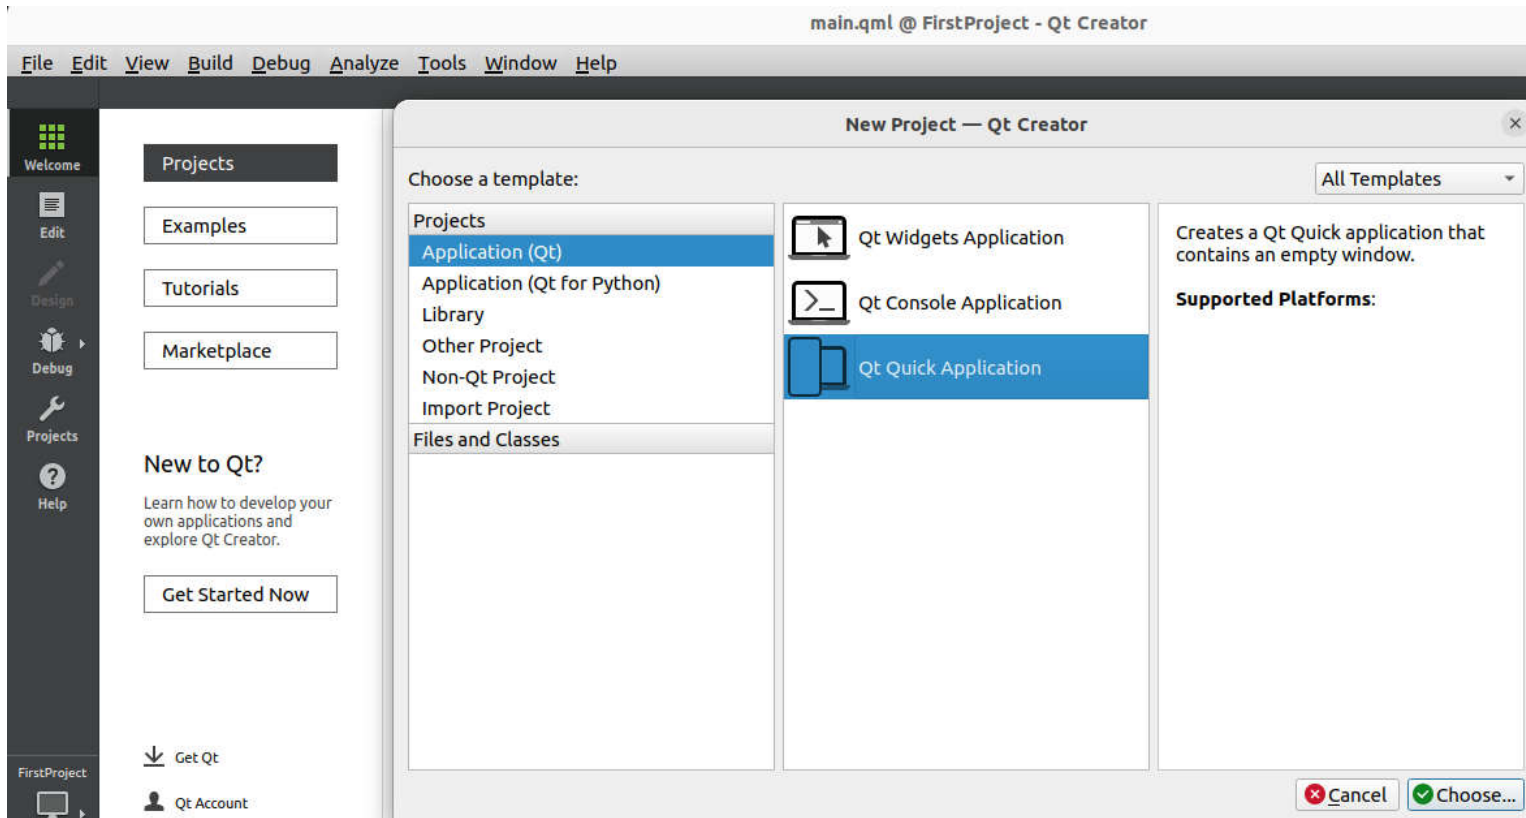 main.qml @ FirstProject - Qt Creator
File Edit View Build Debug Analyze Tools Window Help
Welcome
Edit
Design
Debug
Projects
Help
FirstProject
Projects
Examples
Tutorials
Marketplace
New to Qt?
Learn how to develop your
own applications and
explore Qt Creator.
Get Started Now
Get Qt
Qt Account
New Project — Qt Creator
Choose a template:
All Templates
Projects
Application (Qt)
Application (Qt for Python)
Library
Other Project
Non-Qt Project
Import Project
Files and Classes
Qt Widgets Application
Qt Console Application
Qt Quick Application
Creates a Qt Quick application that
contains an empty window.
Supported Platforms:
Cancel
Choose...